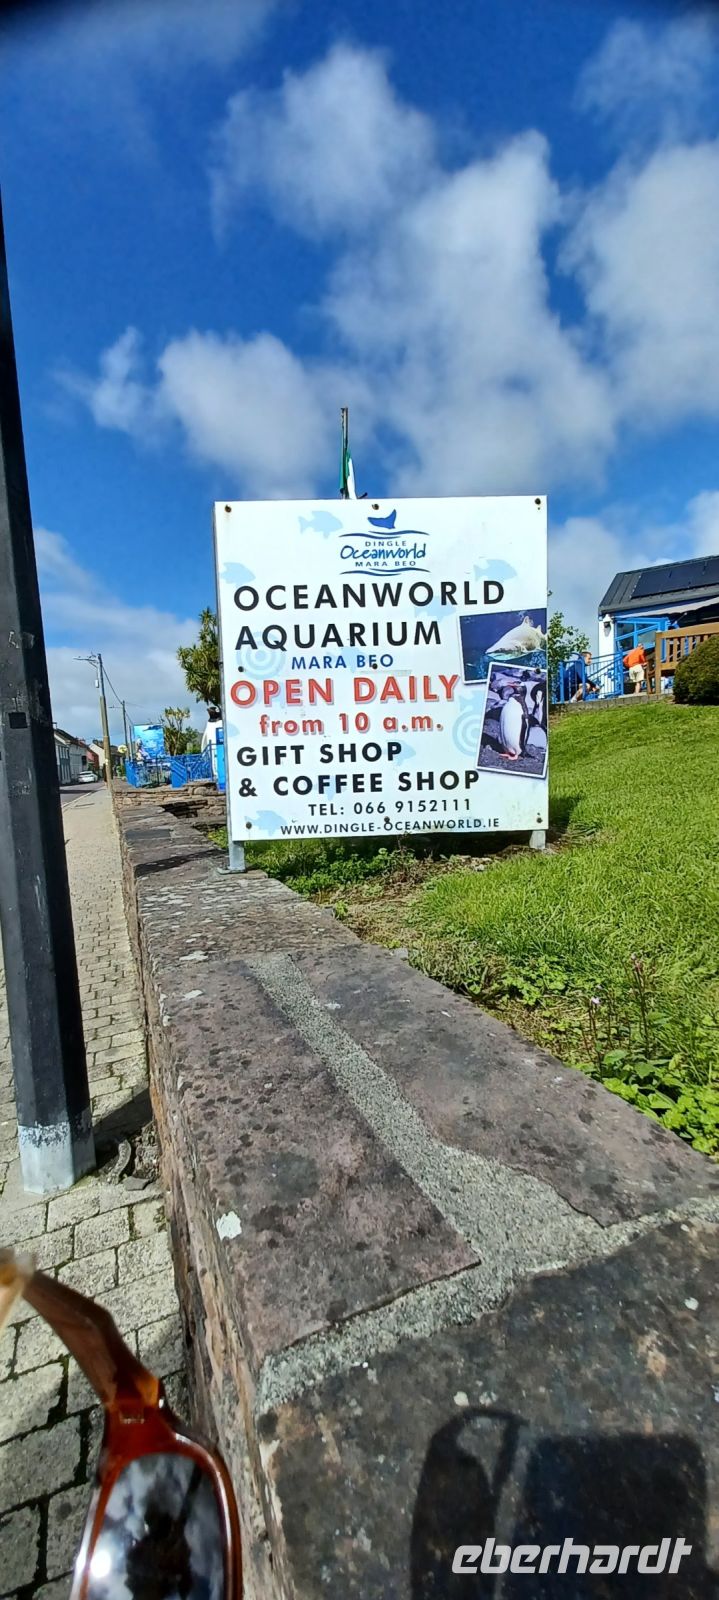 DINGLE
Oceanworld
MARA BEO
OCEANWORLD
AQUARIUM
MARA BEO
OPEN DAILY
from 10 a.m.
GIFT SHOP
& COFFEE SHOP
TEL: 066 9152111
WWW.DINGLE-OCEANWORLD.IE
eberhardt